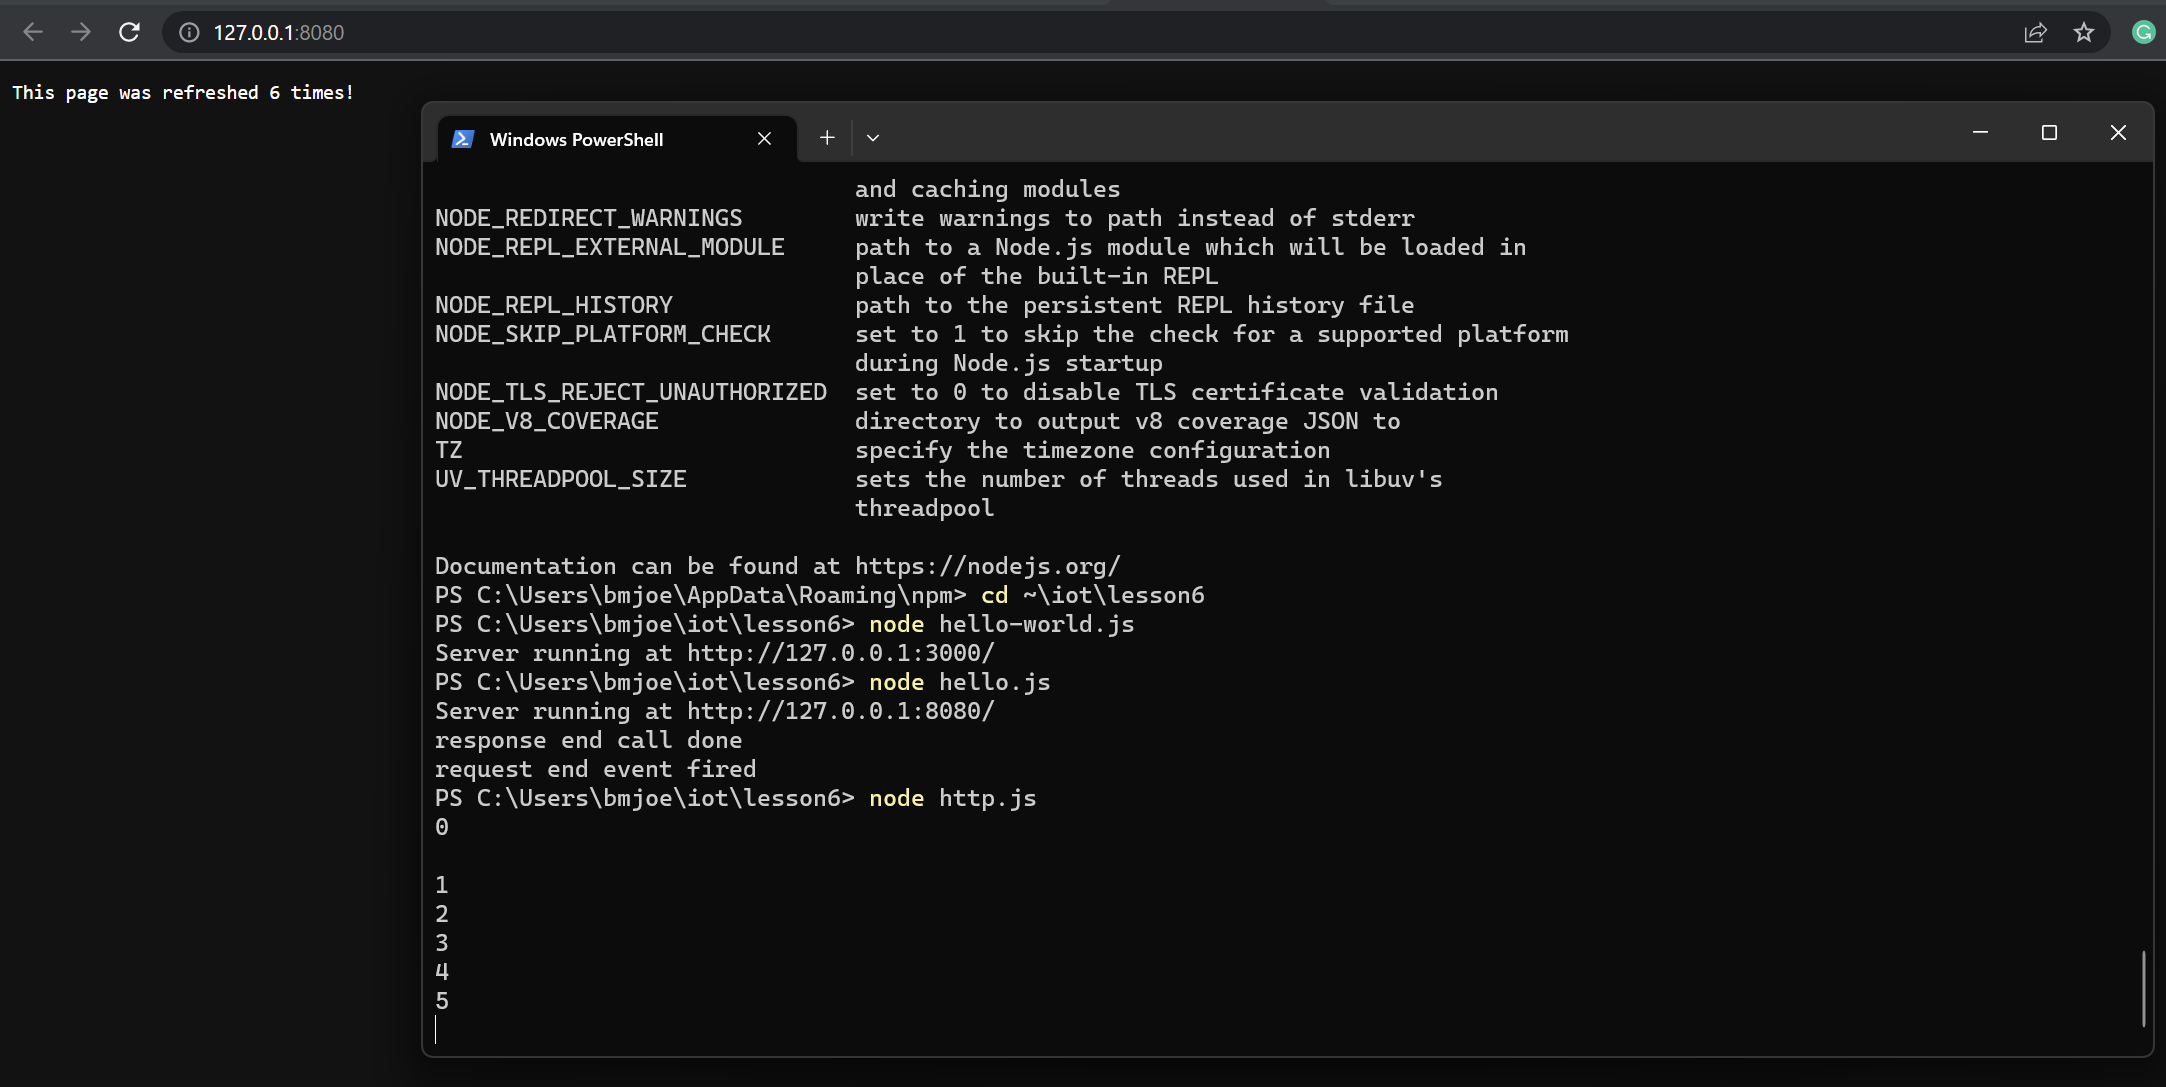 127.0.0.1:8080
This page was refreshed 6 times!
Windows PowerShell
and caching modules
NODE_REDIRECT_WARNINGS write warnings to path instead of stderr
NODE_REPL_EXTERNAL_MODULE path to a Node.js module which will be loaded in
place of the built-in REPL
NODE_REPL_HISTORY path to the persistent REPL history file
NODE_SKIP_PLATFORM_CHECK set to 1 to skip the check for a supported platform
during Node.js startup
NODE_TLS_REJECT_UNAUTHORIZED set to 0 to disable TLS certificate validation
NODE_V8_COVERAGE directory to output v8 coverage JSON to
TZ specify the timezone configuration
UV_THREADPOOL_SIZE sets the number of threads used in libuv's
threadpool
Documentation can be found at https://nodejs.org/
PS C:\Users\bmjoe\AppData\Roaming\npm> cd ~\iot\lesson6
PS C:\Users\bmjoe\iot\lesson6> node hello-world.js
Server running at http://127.0.0.1:3000/
PS C:\Users\bmjoe\iot\lesson6> node hello.js
Server running at http://127.0.0.1:8080/
response end call done
request end event fired
PS C:\Users\bmjoe\iot\lesson6> node http.js
0
1
2
3
4
5